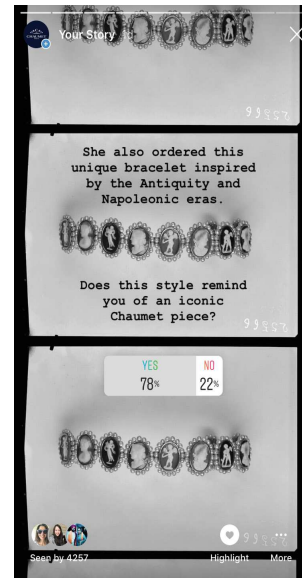 CHAUMET
Your Story
She also ordered this
unique bracelet inspired
by the Antiquity and
Napoleonic eras.
Does this style remind
you of an iconic
Chaumet piece?
YES
78%
NO
22%
Seen by 4257
Highlight
More